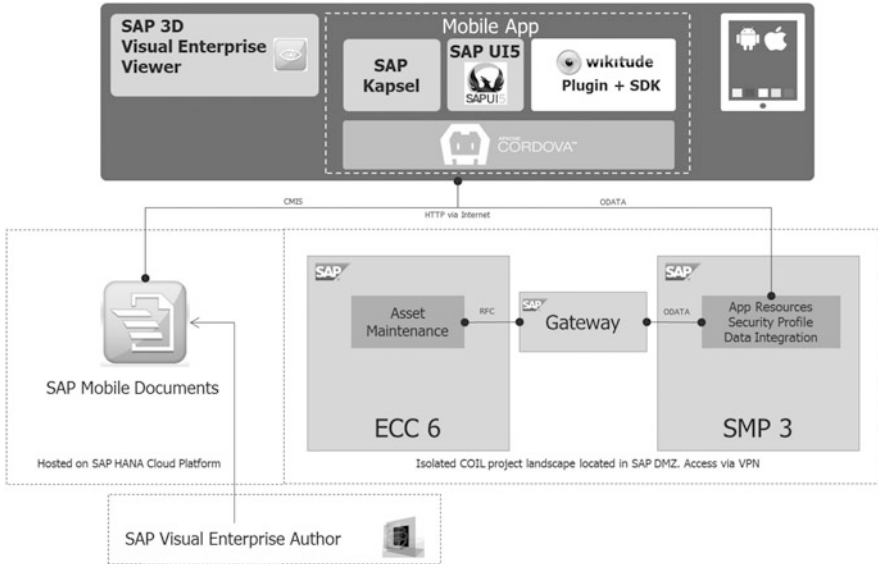 SAP 3D
Visual Enterprise
Viewer
Mobile App
SAP
Kapsel
SAP UI5
SAPUI5
wikitude
Plugin + SDK
APACHE
CORDOVA™
CMIS
ODATA
HTTP via Internet
SAP
Asset
Maintenance
ECC 6
RFC
SAP
Gateway
ODATA
SAP
App Resources
Security Profile
Data Integration
SMP 3
SAP Mobile Documents
Hosted on SAP HANA Cloud Platform
Isolated COIL project landscape located in SAP DMZ. Access via VPN
SAP Visual Enterprise Author